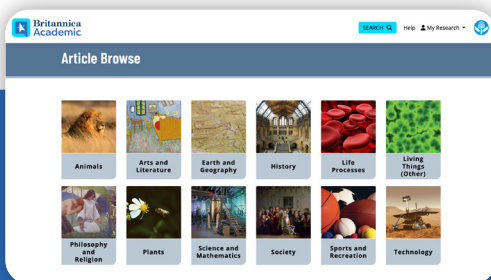 Britannica
Academic
SEARCH
Help
My Research
Article Browse
Animals
Arts and
Literature
Earth and
Geography
History
Life
Processes
Living
Things
(Other)
Philosophy
and
Religion
Plants
Science and
Mathematics
Society
Sports and
Recreation
Technology